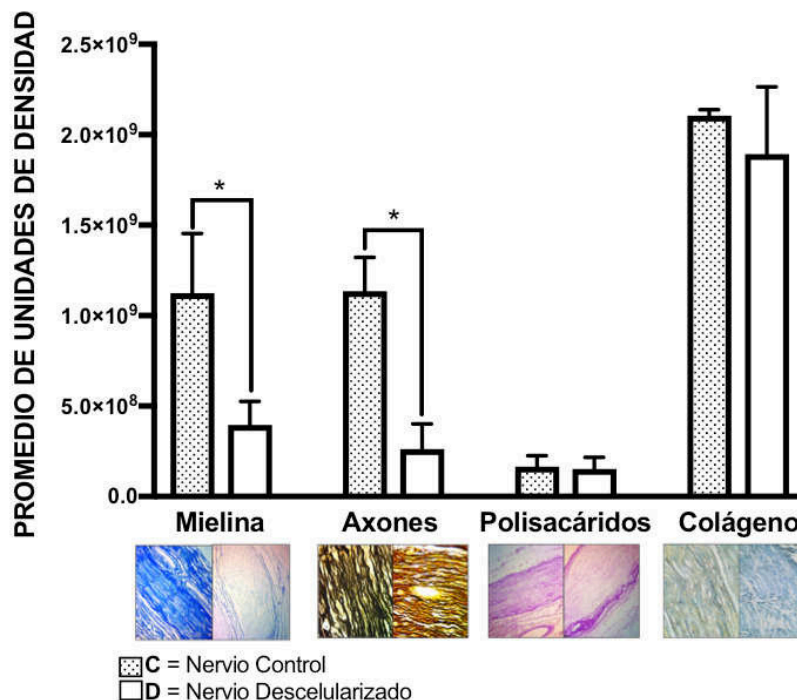 PROMEDIO DE UNIDADES DE DENSIDAD
2.5×10⁹
2.0×10⁹
1.5×10⁹
1.0×10⁹
5.0×10⁸
0.0
*
*
Mielina Axones Polisacáridos Colágeno
C = Nervio Control
D = Nervio Descelularizado